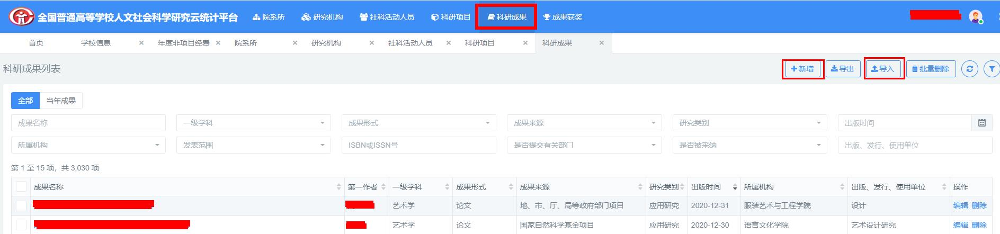 全国普通高等学校人文社会科学研究云统计平台 院系所 研究机构 社科活动人员 科研项目 科研成果 成果获奖
首页 学校信息 × 年度非项目经费 × 院系所 × 研究机构 × 社科活动人员 × 科研项目 × 科研成果 ×
科研成果列表 新增 导出 导入 批量删除
全部 当年成果
成果名称 一级学科 成果形式 成果来源 研究类别 出版时间
所属机构 发表范围 ISBN或ISSN号 是否提交有关部门 是否被采纳 出版、发行、使用单位
第 1 至 15 项，共 3,030 项
成果名称 第一作者 一级学科 成果形式 成果来源 研究类别 出版时间 所属机构 出版、发行、使用单位 操作
艺术学 论文 地、市、厅、局等政府部门项目 应用研究 2020-12-31 服装艺术与工程学院 设计 编辑 删除
艺术学 论文 国家自然科学基金项目 应用研究 2020-12-30 语言文化学院 艺术设计研究 编辑 删除